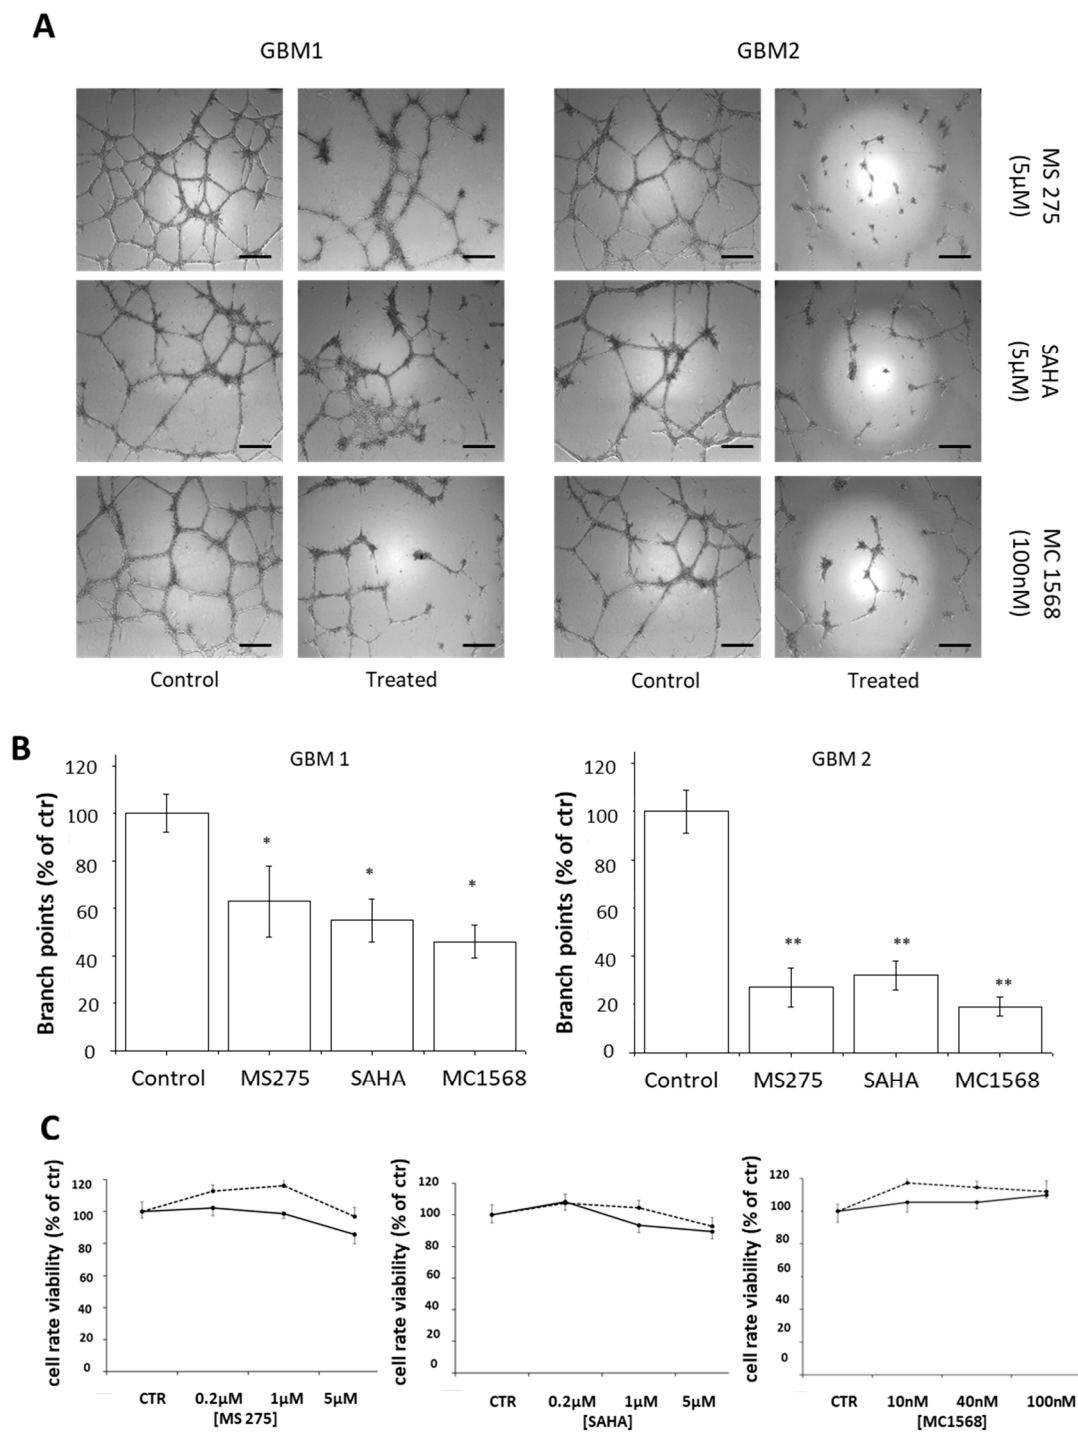 A
GBM1
GBM2
MS 275
(5µM)
SAHA
(5µM)
MC 1568
(100nM)
Control
Treated
Control
Treated
B
GBM 1
Branch points (% of ctr)
120
100
80
60
40
20
0
*
*
*
Control
MS275
SAHA
MC1568
GBM 2
Branch points (% of ctr)
120
100
80
60
40
20
0
**
**
**
Control
MS275
SAHA
MC1568
C
cell rate viability (% of ctr)
120
100
80
60
40
20
0
CTR
0.2µM
1µM
5µM
[MS 275]
cell rate viability (% of ctr)
120
100
80
60
40
20
0
CTR
0.2µM
1µM
5µM
[SAHA]
cell rate viability (% of ctr)
120
100
80
60
40
20
0
CTR
10nM
40nM
100nM
[MC1568]